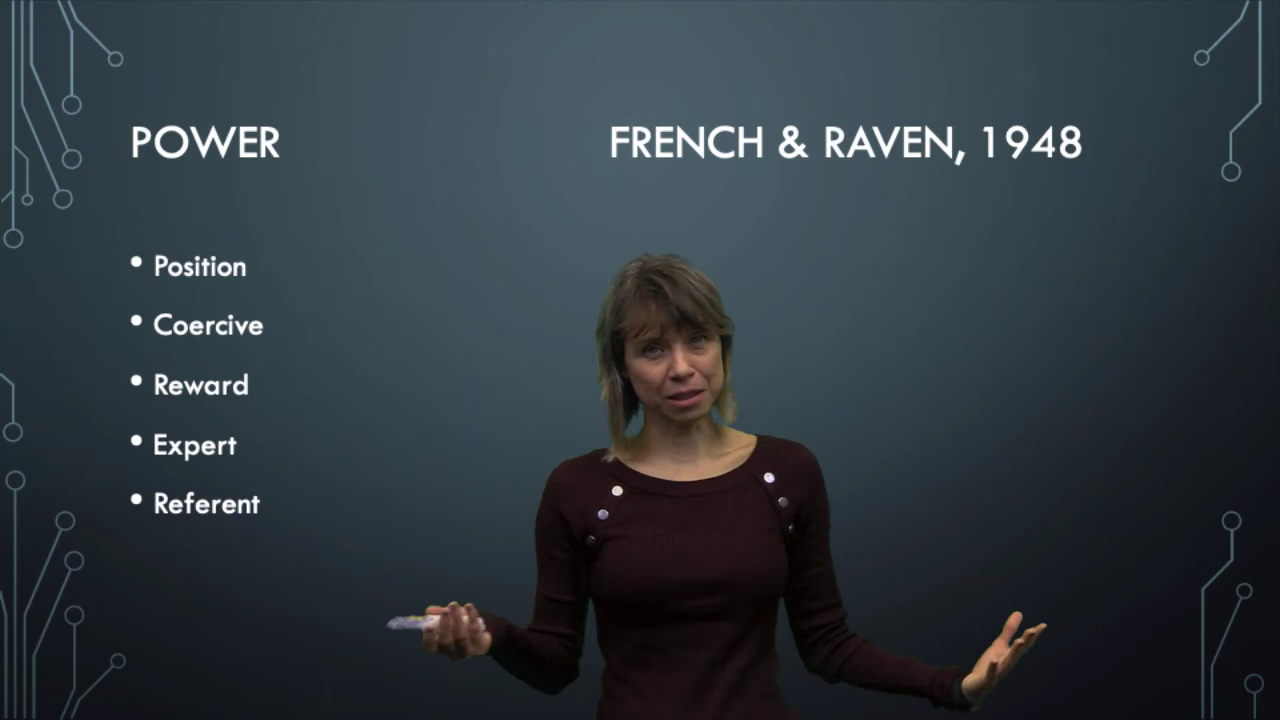 POWER
FRENCH & RAVEN, 1948
• Position
• Coercive
• Reward
• Expert
• Referent